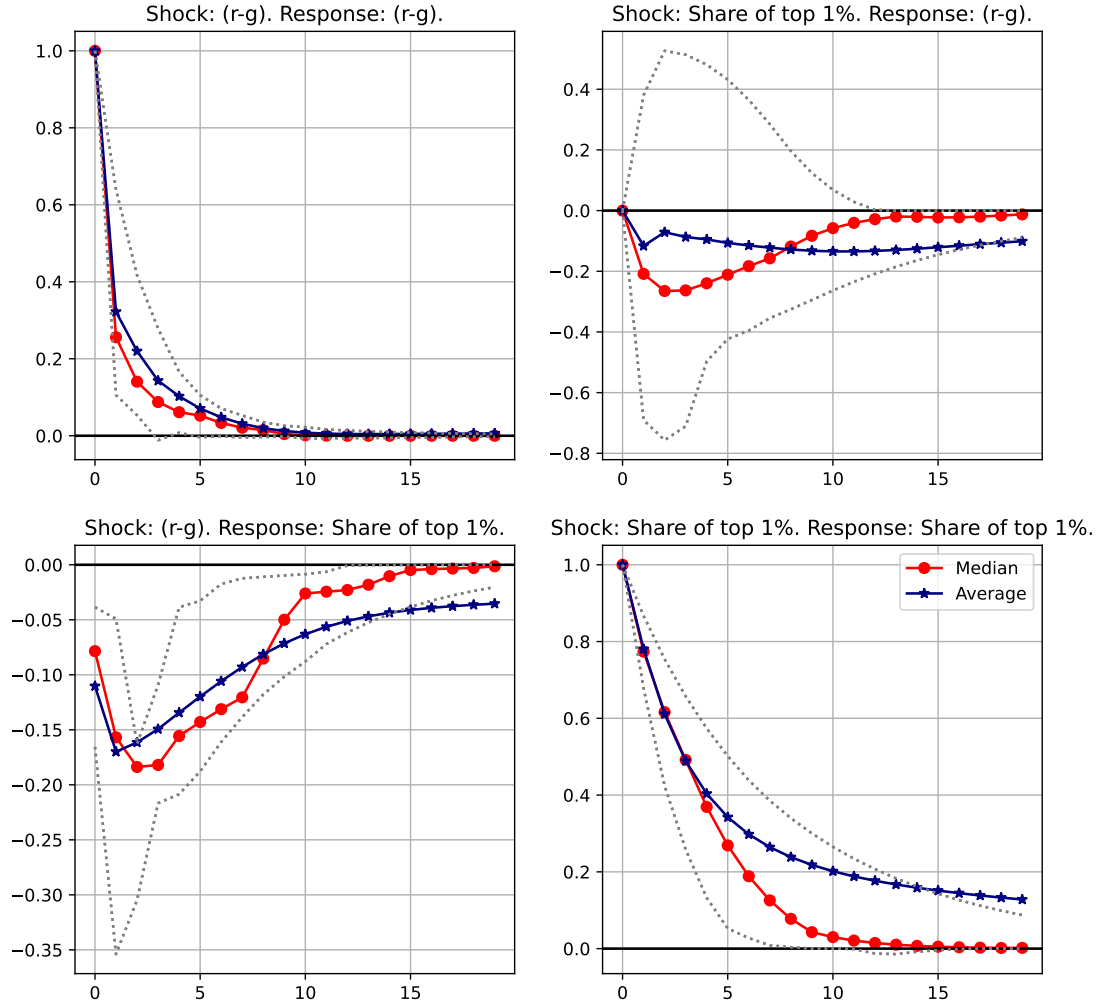 Shock: (r-g). Response: (r-g).
1.0
0.8
0.6
0.4
0.2
0.0
0 5 10 15
Shock: Share of top 1%. Response: (r-g).
0.4
0.2
0.0
−0.2
−0.4
−0.6
−0.8
0 5 10 15
Shock: (r-g). Response: Share of top 1%.
0.00
−0.05
−0.10
−0.15
−0.20
−0.25
−0.30
−0.35
0 5 10 15
Shock: Share of top 1%. Response: Share of top 1%.
Median
Average
1.0
0.8
0.6
0.4
0.2
0.0
0 5 10 15